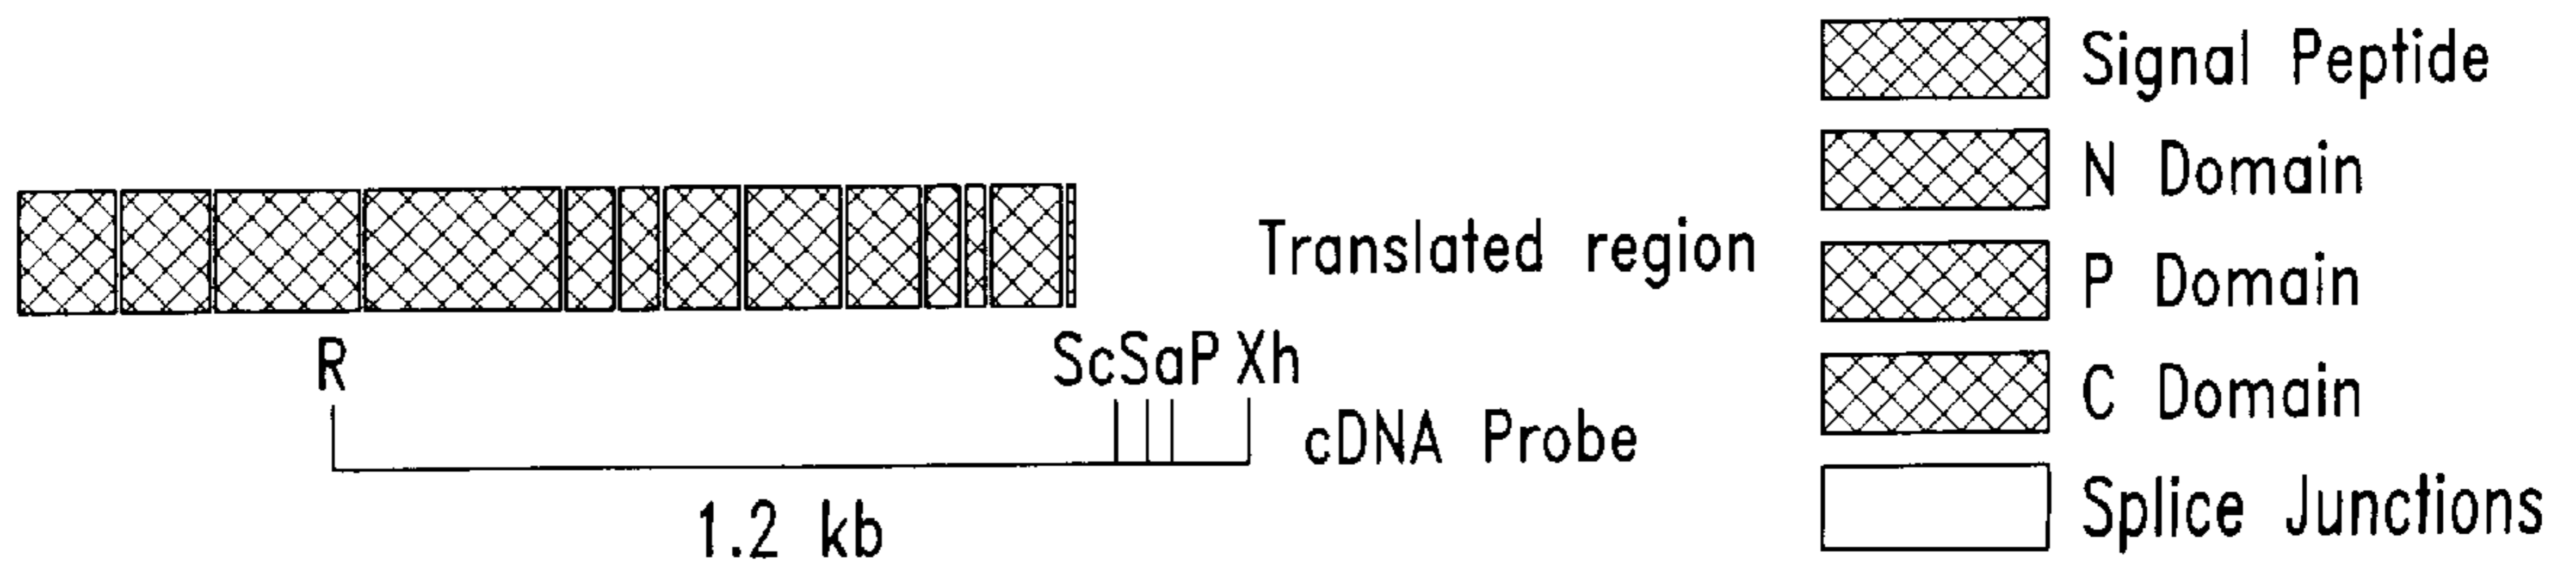 Signal Peptide
N Domain
P Domain
C Domain
Splice Junctions
Translated region
R
ScSaP Xh
cDNA Probe
1.2 kb